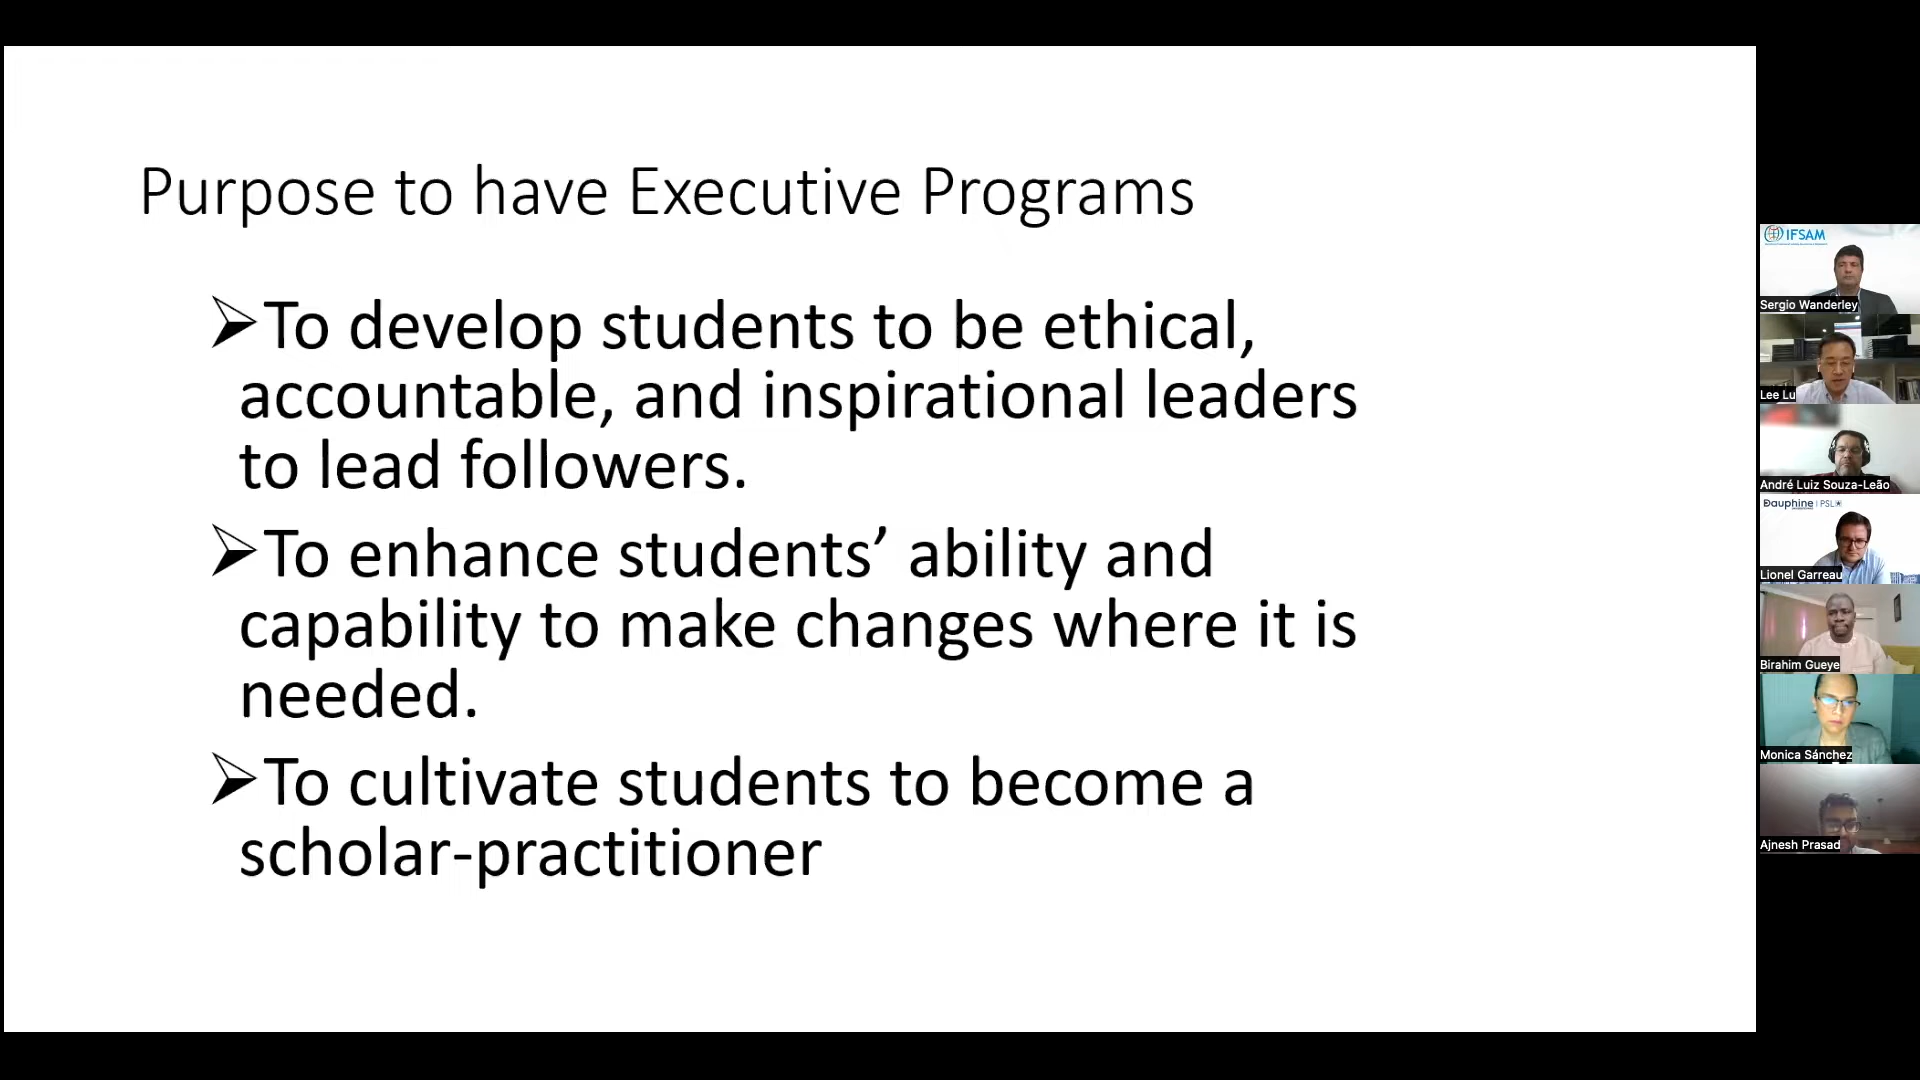 Purpose to have Executive Programs
➢To develop students to be ethical,
accountable, and inspirational leaders
to lead followers.
➢To enhance students’ ability and
capability to make changes where it is
needed.
➢To cultivate students to become a
scholar-practitioner
IFSAM
Sergio Wanderley
Lee Lu
André Luiz Souza-Leão
Dauphine | PSL
Lionel Garreau
Birahim Gueye
Monica Sánchez
Ajnesh Prasad